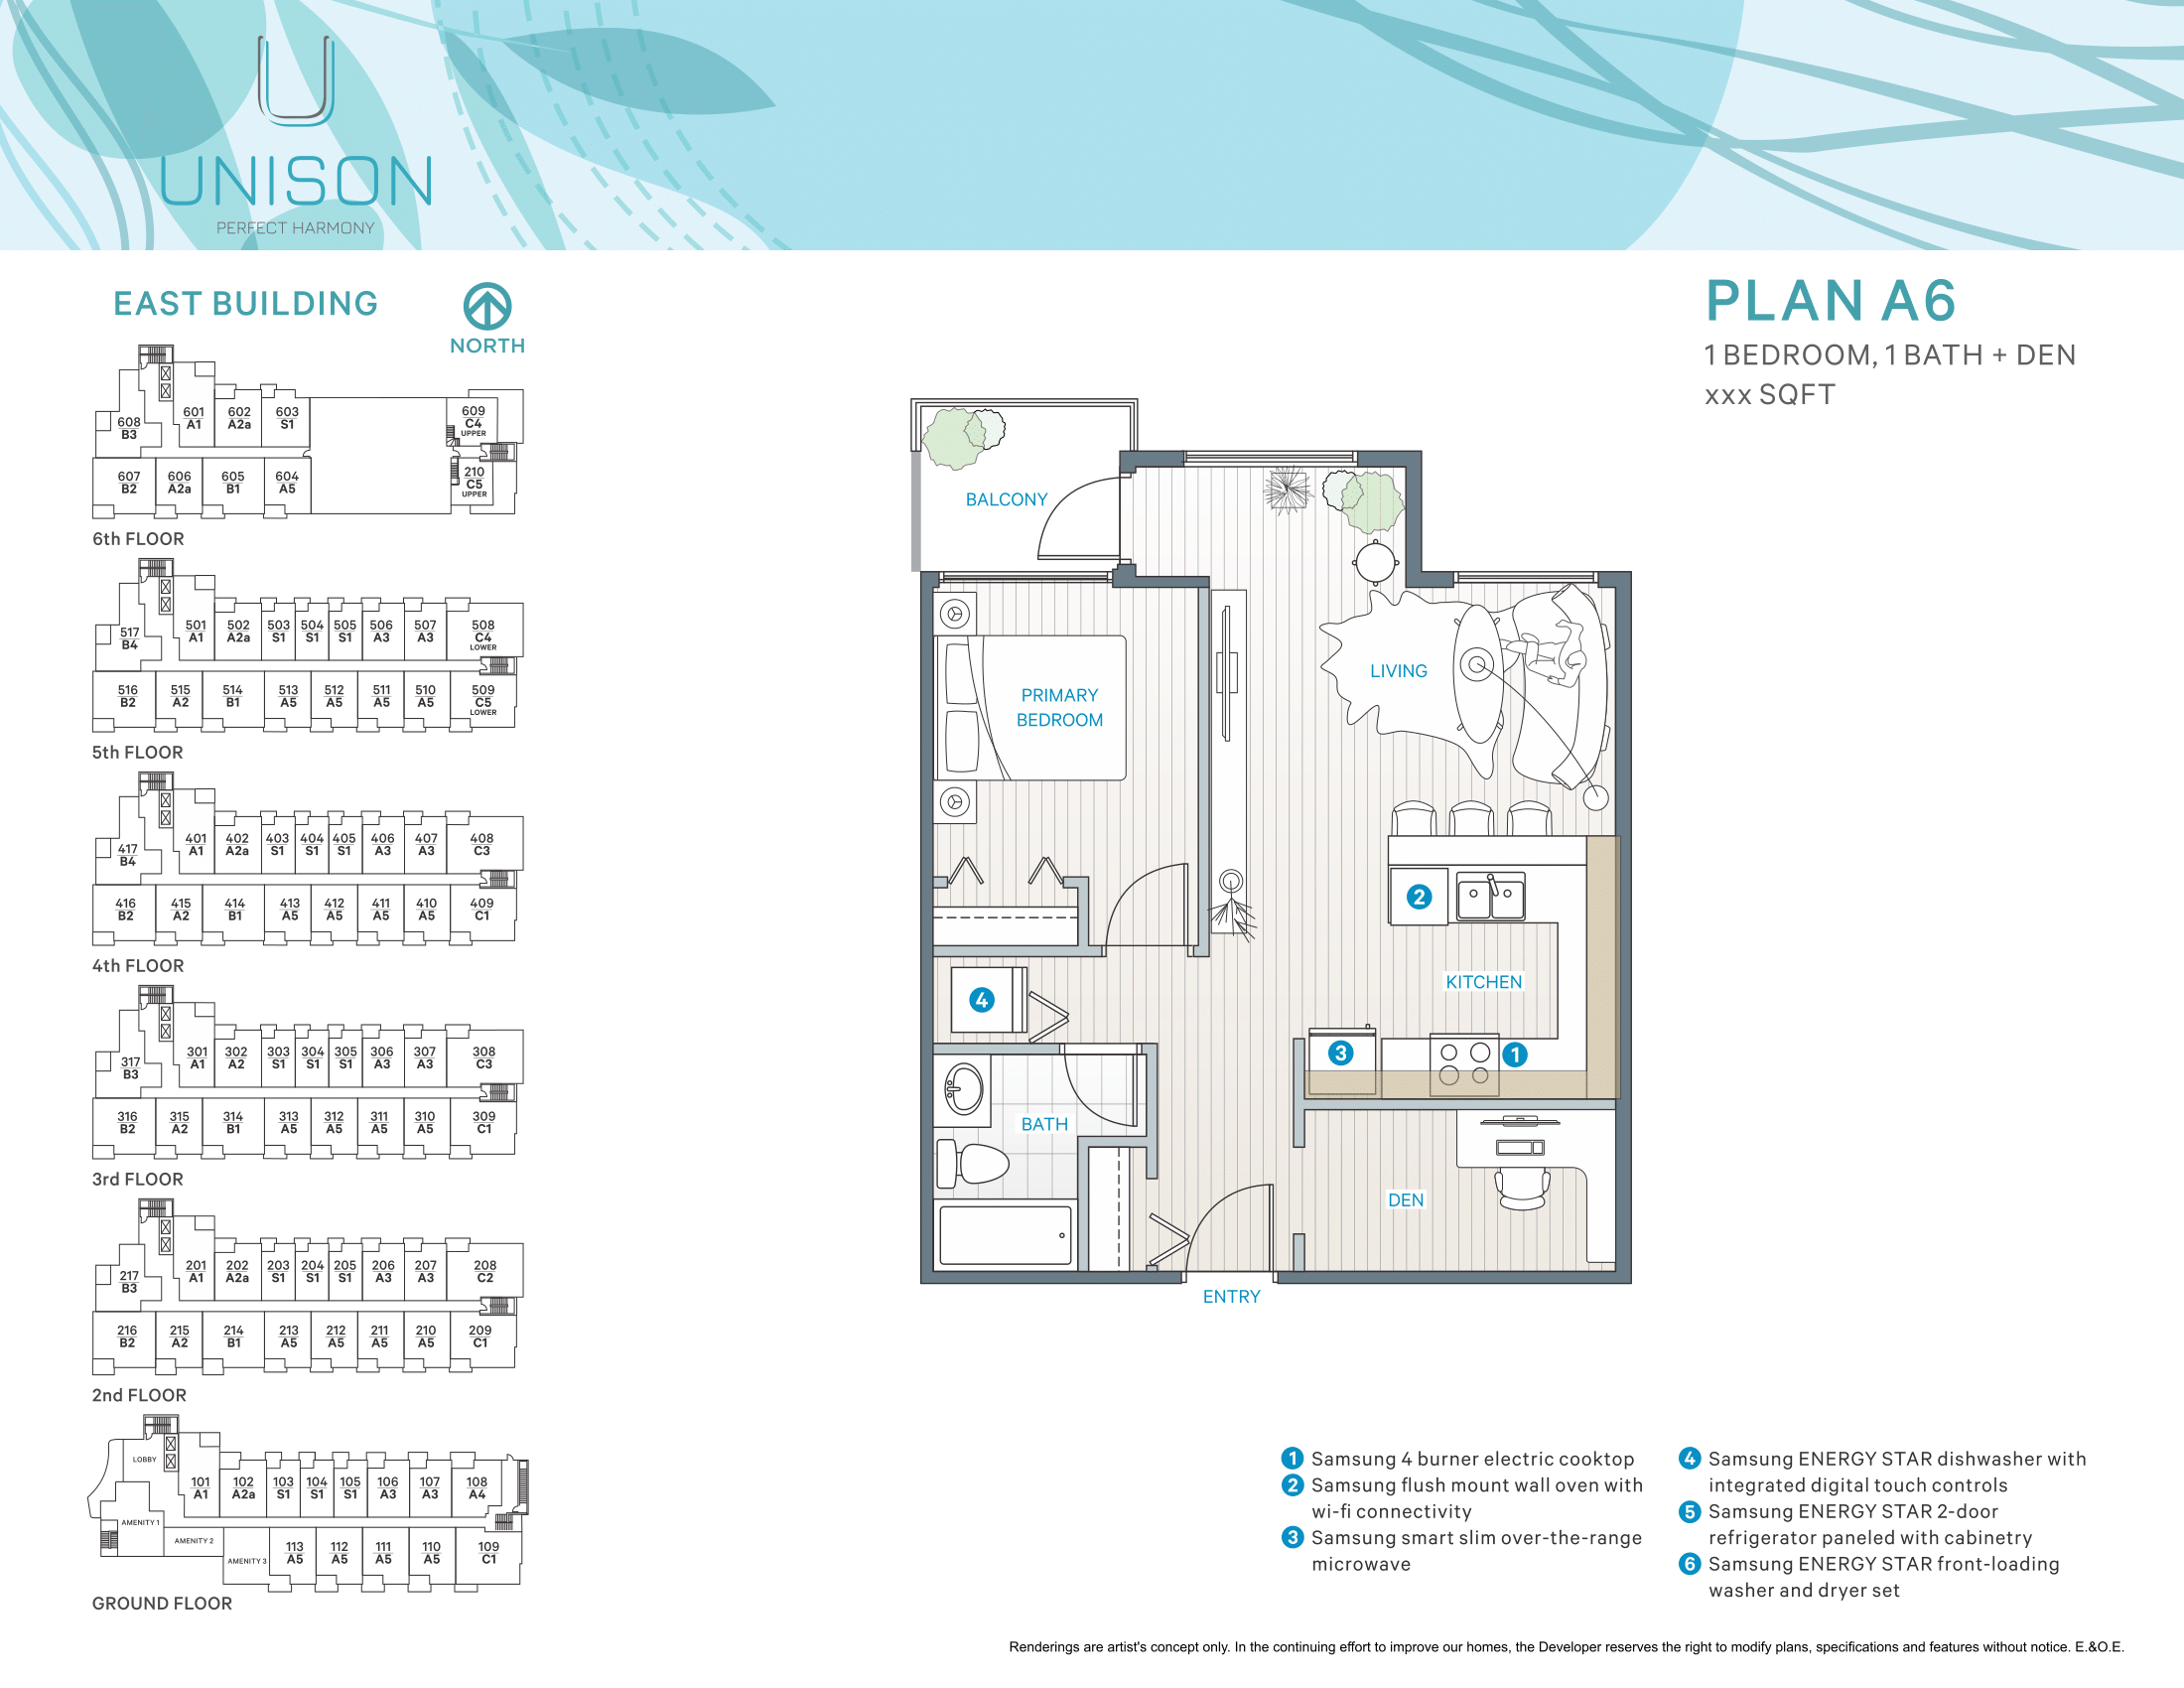 UNISON
PERFECT HARMONY
EAST BUILDING
NORTH
PLAN A6
1 BEDROOM, 1 BATH + DEN
xxx SQFT
601 602 603 609
A1 A2a S1 C4
UPPER
608
B3
607 606 605 604 210
B2 A2a B1 A5 C5
UPPER
6th FLOOR
501 502 503 504 505 506 507 508
A1 A2a S1 S1 S1 A3 A3 C4
LOWER
517
B4
516 515 514 513 512 511 510 509
B2 A2 B1 A5 A5 A5 A5 C5
LOWER
5th FLOOR
401 402 403 404 405 406 407 408
A1 A2a S1 S1 S1 A3 A3 C3
417
B4
416 415 414 413 412 411 410 409
B2 A2 B1 A5 A5 A5 A5 C1
4th FLOOR
301 302 303 304 305 306 307 308
A1 A2 S1 S1 S1 A3 A3 C3
317
B3
316 315 314 313 312 311 310 309
B2 A2 B1 A5 A5 A5 A5 C1
3rd FLOOR
201 202 203 204 205 206 207 208
A1 A2a S1 S1 S1 A3 A3 C2
217
B3
216 215 214 213 212 211 210 209
B2 A2 B1 A5 A5 A5 A5 C1
2nd FLOOR
LOBBY
101 102 103 104 105 106 107 108
A1 A2a S1 S1 S1 A3 A3 A4
AMENITY 1
AMENITY 2
AMENITY 3
113 112 111 110 109
A5 A5 A5 A5 C1
GROUND FLOOR
BALCONY
LIVING
PRIMARY
BEDROOM
2
KITCHEN
4
3
1
BATH
DEN
ENTRY
1 Samsung 4 burner electric cooktop
2 Samsung flush mount wall oven with
wi-fi connectivity
3 Samsung smart slim over-the-range
microwave
4 Samsung ENERGY STAR dishwasher with
integrated digital touch controls
5 Samsung ENERGY STAR 2-door
refrigerator paneled with cabinetry
6 Samsung ENERGY STAR front-loading
washer and dryer set
Renderings are artist's concept only. In the continuing effort to improve our homes, the Developer reserves the right to modify plans, specifications and features without notice. E.&O.E.